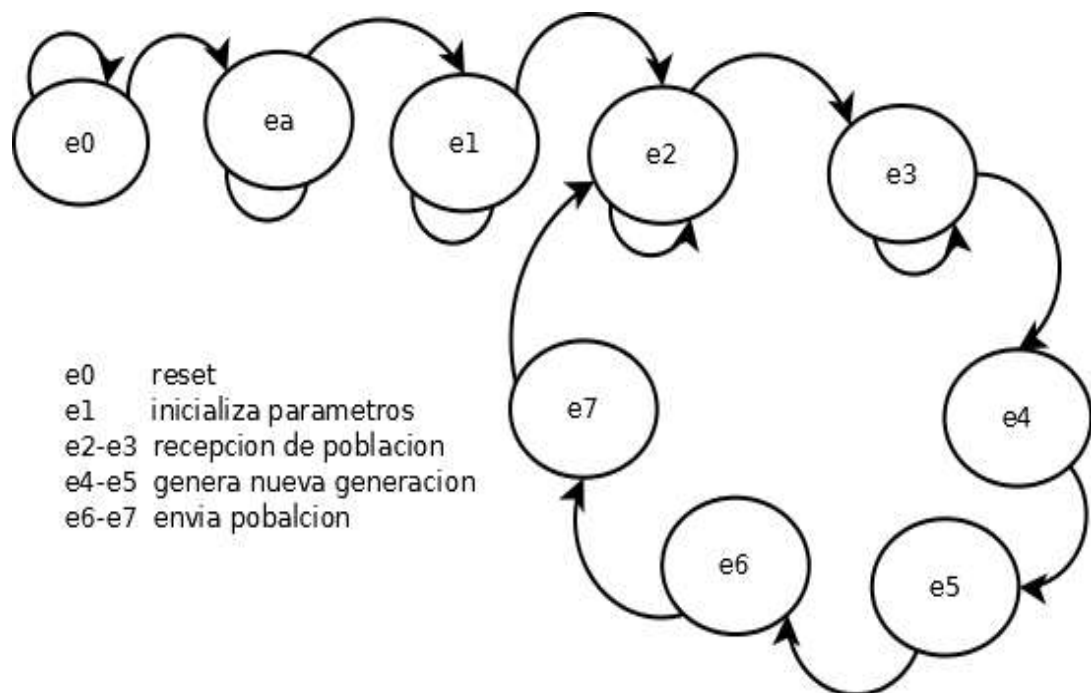 e0
ea
e1
e2
e3
e4
e5
e6
e7
e0 reset
e1 inicializa parametros
e2-e3 recepcion de poblacion
e4-e5 genera nueva generacion
e6-e7 envia pobalcion